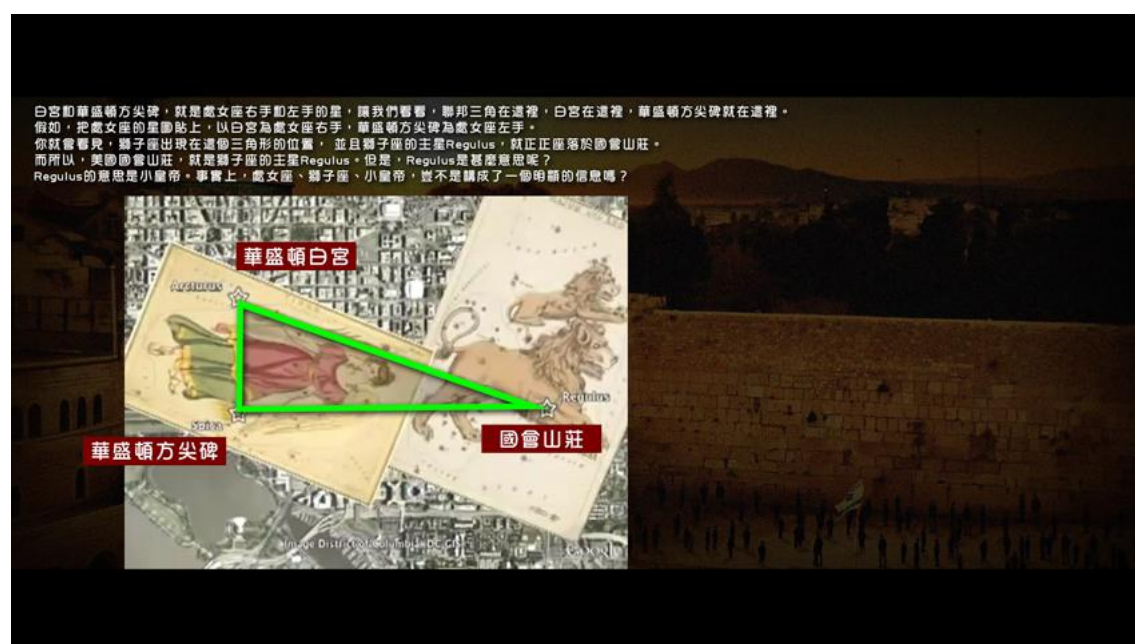 白宮和華盛頓方尖碑，就是處女座右手和左手的星，讓我們看看，聯邦三角在這裡，白宮在這裡，華盛頓方尖碑就在這裡。
假如，把處女座的星圖貼上，以白宮為處女座右手，華盛頓方尖碑為處女座左手。
你就會看見，獅子座出現在這個三角形的位置， 並且獅子座的主星Regulus，就正正座落於國會山莊。
而所以，美國國會山莊，就是獅子座的主星Regulus。但是，Regulus是甚麼意思呢？
Regulus的意思是小皇帝。事實上，處女座、獅子座、小皇帝，豈不是構成了一個明顯的信息嗎？
華盛頓白宮
Arcturus
Regulus
Spica
國會山莊
華盛頓方尖碑
Image District of Columbia (DC GIS)
Google